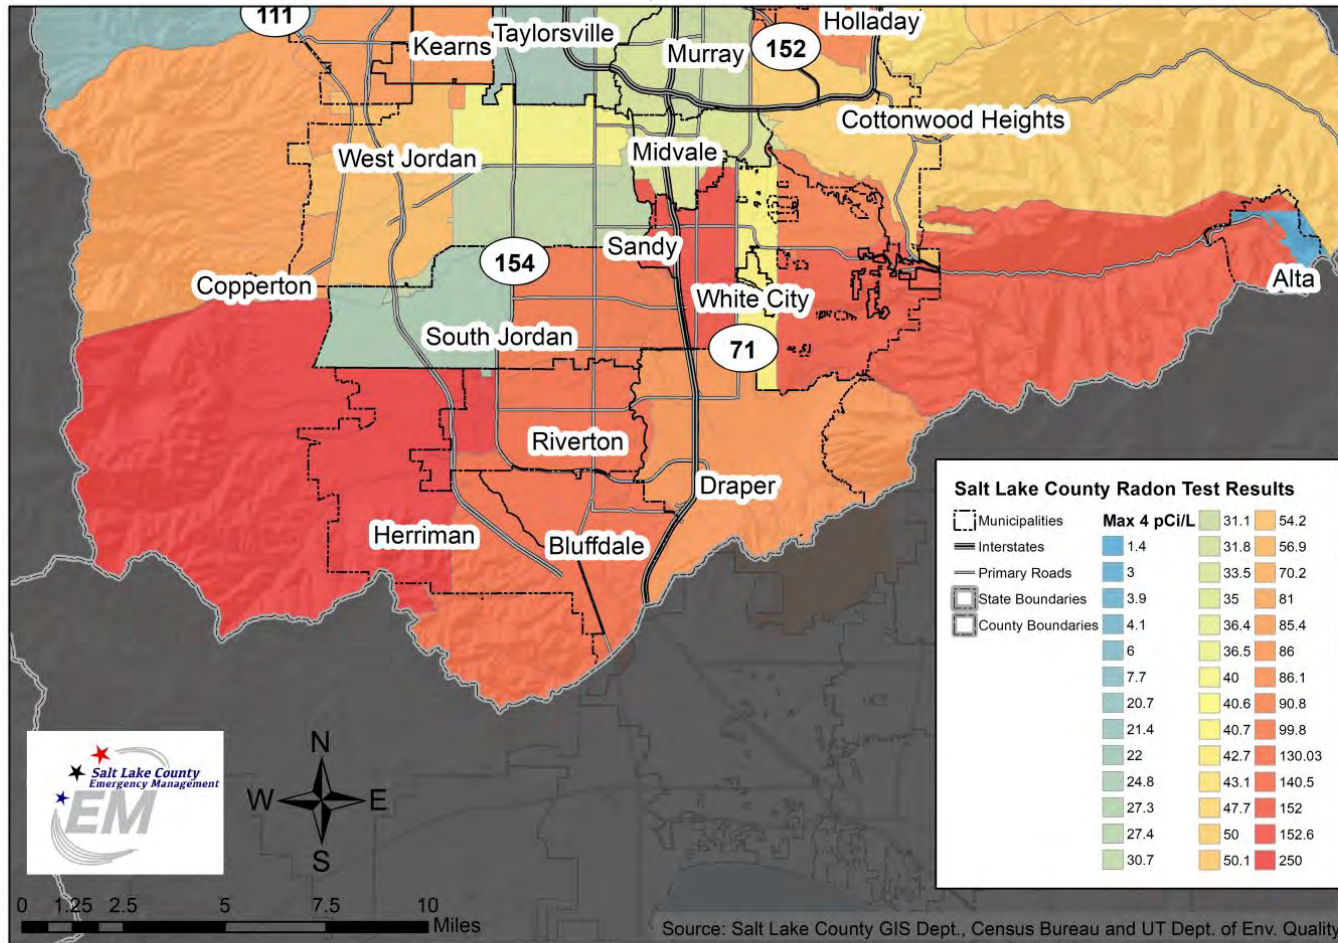 111
Taylorsville
Holladay
Kearns
Murray
152
Cottonwood Heights
West Jordan
Midvale
Sandy
154
Copperton
White City
Alta
South Jordan
71
Riverton
Draper
Herriman
Bluffdale
Salt Lake County Radon Test Results
Municipalities
Interstates
Primary Roads
State Boundaries
County Boundaries
Max 4 pCi/L
1.4
3
3.9
4.1
6
7.7
20.7
21.4
22
24.8
27.3
27.4
30.7
31.1
31.8
33.5
35
36.4
36.5
40
40.6
40.7
42.7
43.1
47.7
50
50.1
54.2
56.9
70.2
81
85.4
86
86.1
90.8
99.8
130.03
140.5
152
152.6
250
Salt Lake County
Emergency Management
EM
N
W E
S
0 1.25 2.5 5 7.5 10
Miles
Source: Salt Lake County GIS Dept., Census Bureau and UT Dept. of Env. Quality